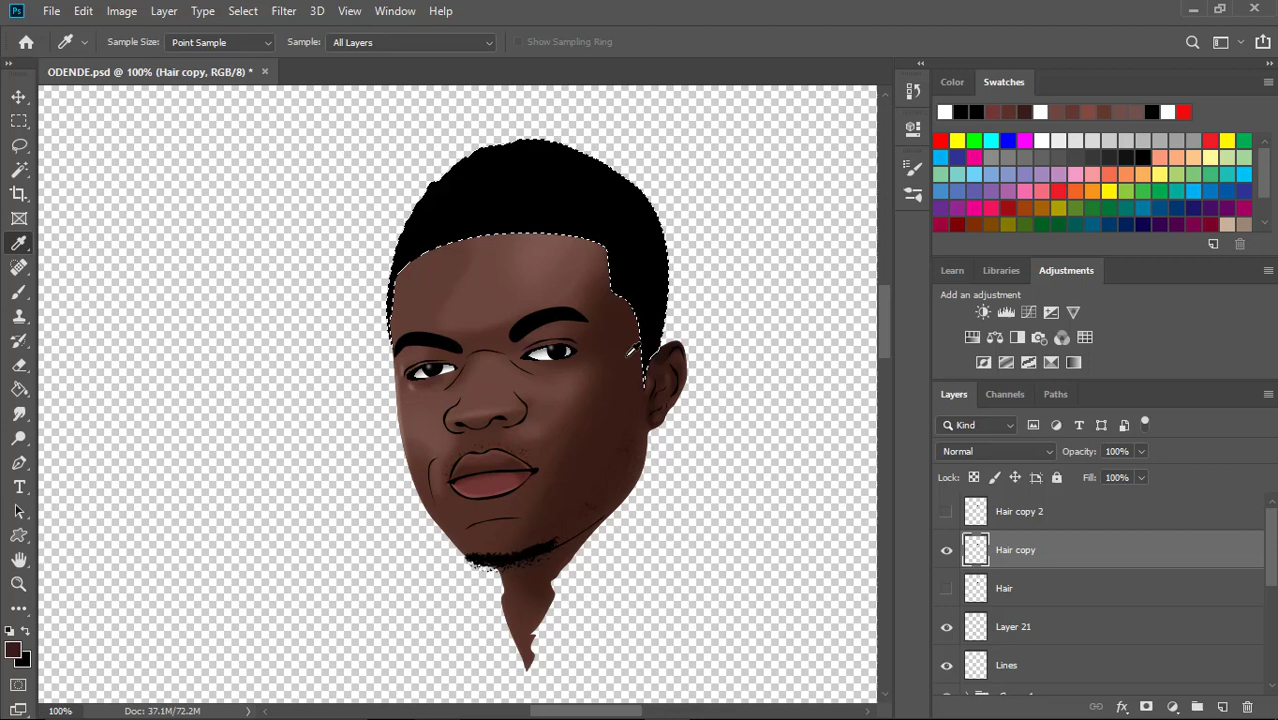 Ps File Edit Image Layer Type Select Filter 3D View Window Help
Sample Size: Point Sample Sample: All Layers Show Sampling Ring
ODENDE.psd @ 100% (Hair copy, RGB/8) * ×
Color Swatches
Learn Libraries Adjustments
Add an adjustment
Layers Channels Paths
Kind
Normal Opacity: 100%
Lock: Fill: 100%
Hair copy 2
Hair copy
Hair
Layer 21
Lines
100% Doc: 37.1M/72.2M